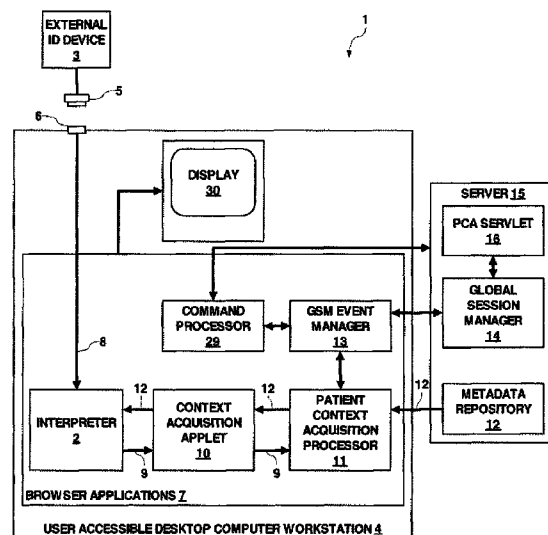 EXTERNAL
ID DEVICE
3
1
5
6
DISPLAY
30
SERVER 15
PCA SERVLET
16
COMMAND
PROCESSOR
29
GSM EVENT
MANAGER
13
GLOBAL
SESSION
MANAGER
14
8
12
12
12
INTERPRETER
2
CONTEXT
ACQUISITION
APPLET
10
PATIENT
CONTEXT
ACQUISITION
PROCESSOR
11
METADATA
REPOSITORY
12
9
9
BROWSER APPLICATIONS 7
USER ACCESSIBLE DESKTOP COMPUTER WORKSTATION 4